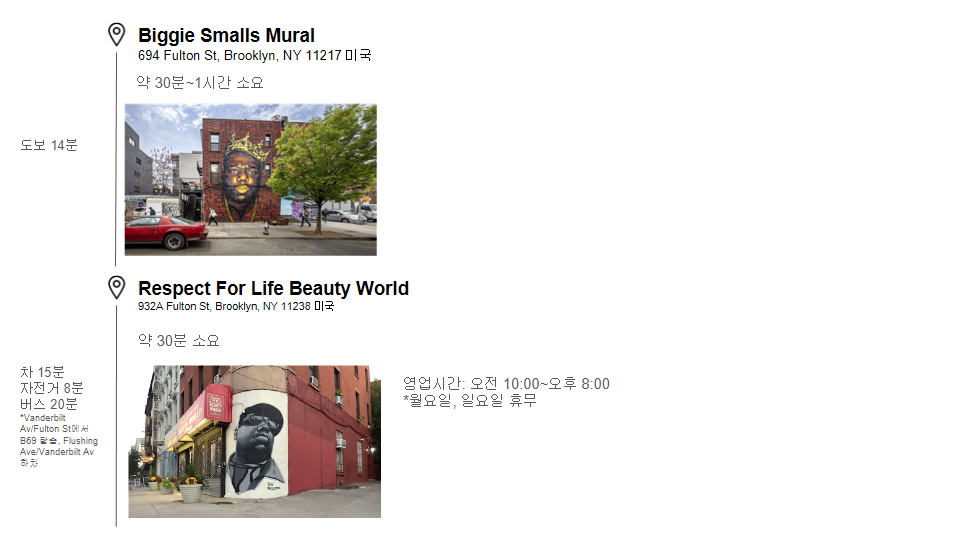 Biggie Smalls Mural
694 Fulton St, Brooklyn, NY 11217 미국
약 30분~1시간 소요
도보 14분
Respect For Life Beauty World
932A Fulton St, Brooklyn, NY 11238 미국
약 30분 소요
차 15분
자전거 8분
버스 20분
*Vanderbilt
Av/Fulton St에서
B69 탑승, Flushing
Ave/Vanderbilt Av
하차
영업시간: 오전 10:00~오후 8:00
*월요일, 일요일 휴무